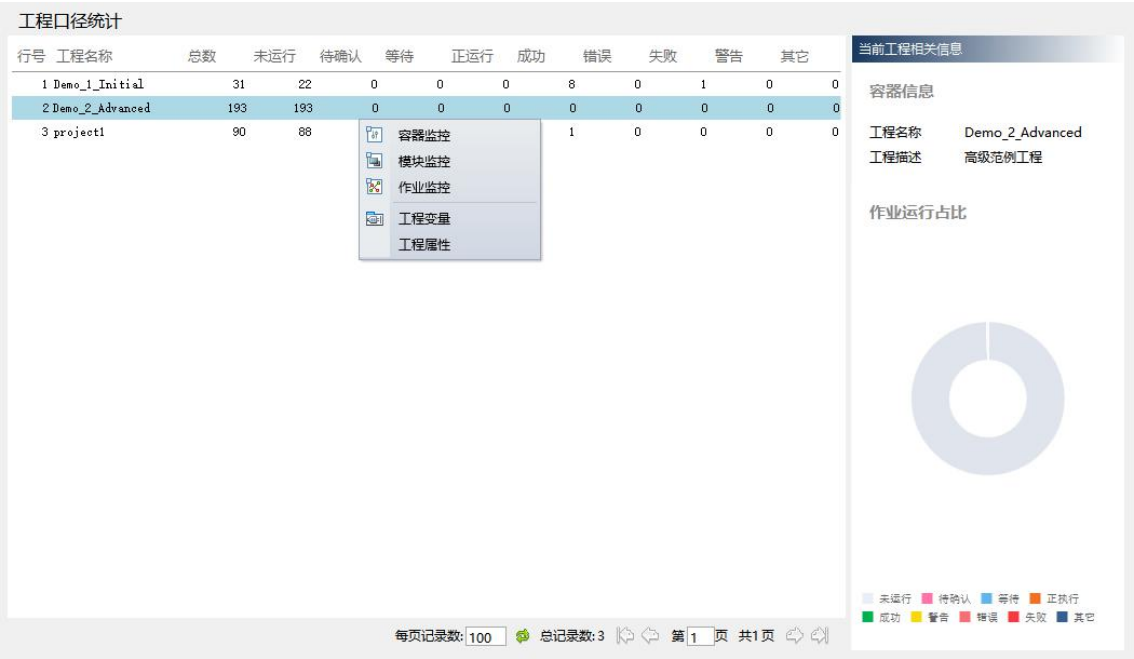 工程口径统计
行号 工程名称 总数 未运行 待确认 等待 正运行 成功 错误 失败 警告 其它
1 Demo_1_Initial 31 22 0 0 0 8 0 1 0 0
2 Demo_2_Advanced 193 193 0 0 0 0 0 0 0 0
3 project1 90 88 1 0 0 0 0
容器监控
模块监控
作业监控
工程变量
工程属性
每页记录数: 100 总记录数: 3 第 1 页 共1页
当前工程相关信息
容器信息
工程名称 Demo_2_Advanced
工程描述 高级范例工程
作业运行占比
未运行 待确认 等待 正执行
成功 警告 错误 失败 其它